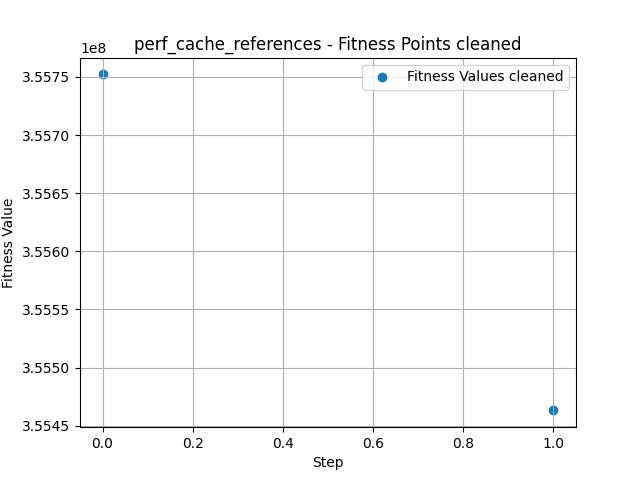 perf_cache_references - Fitness Points cleaned
1e8
Fitness Values cleaned
3.5575
3.5570
3.5565
3.5560
3.5555
3.5550
3.5545
Fitness Value
0.0 0.2 0.4 0.6 0.8 1.0
Step